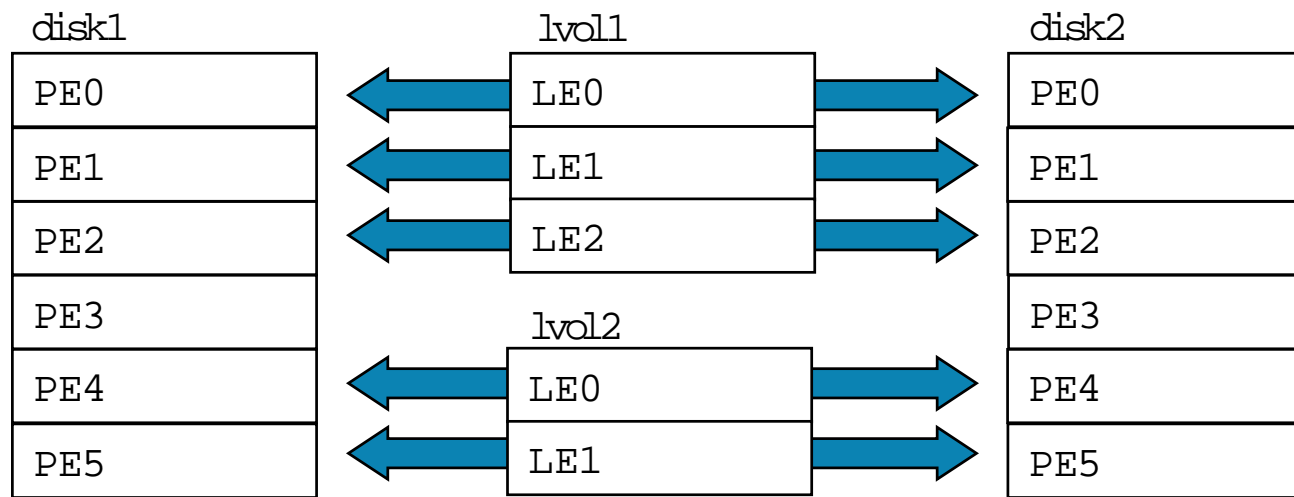 disk1 lvol1 disk2
PE0 LE0 PE0
PE1 LE1 PE1
PE2 LE2 PE2
PE3 PE3
lvol2
PE4 LE0 PE4
PE5 LE1 PE5